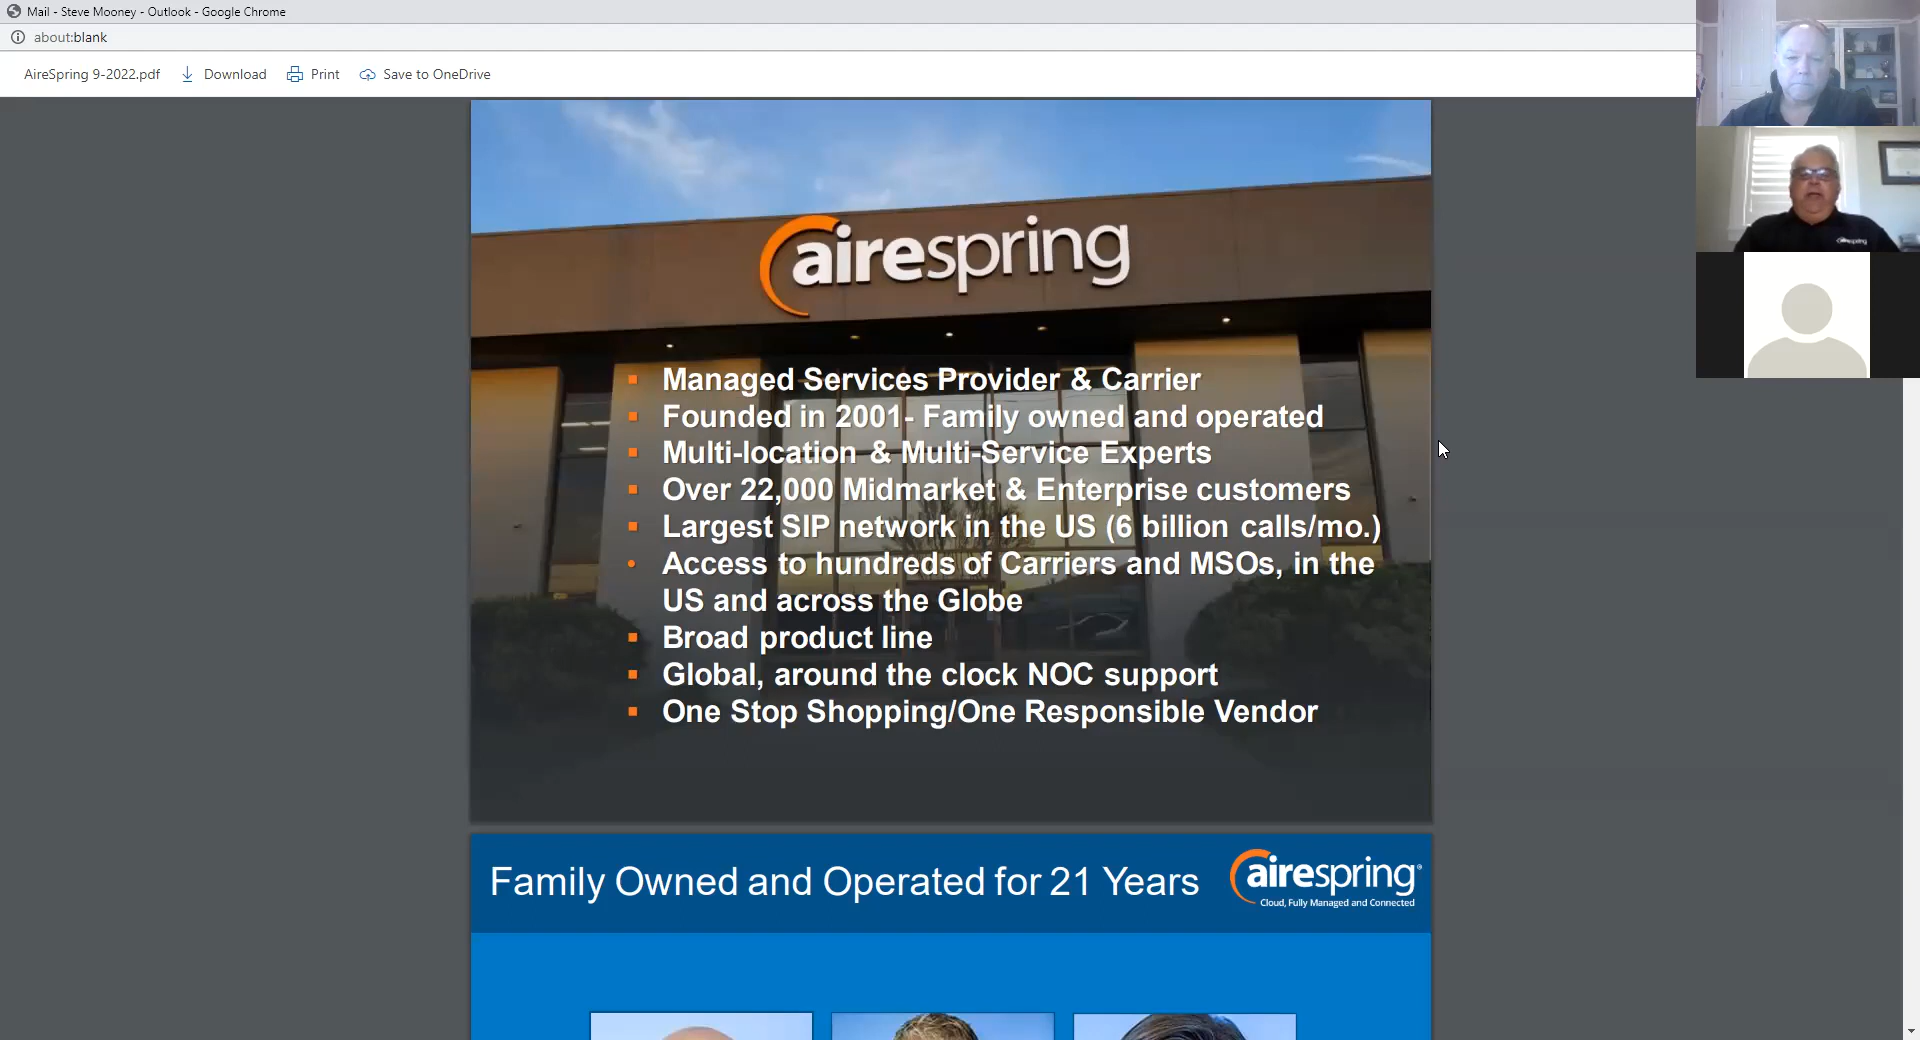 Mail - Steve Mooney - Outlook - Google Chrome
about:blank
AireSpring 9-2022.pdf Download Print Save to OneDrive
airespring
airespring
Managed Services Provider & Carrier
Founded in 2001- Family owned and operated
Multi-location & Multi-Service Experts
Over 22,000 Midmarket & Enterprise customers
Largest SIP network in the US (6 billion calls/mo.)
Access to hundreds of Carriers and MSOs, in the
US and across the Globe
Broad product line
Global, around the clock NOC support
One Stop Shopping/One Responsible Vendor
Family Owned and Operated for 21 Years
airespring®
Cloud, Fully Managed and Connected